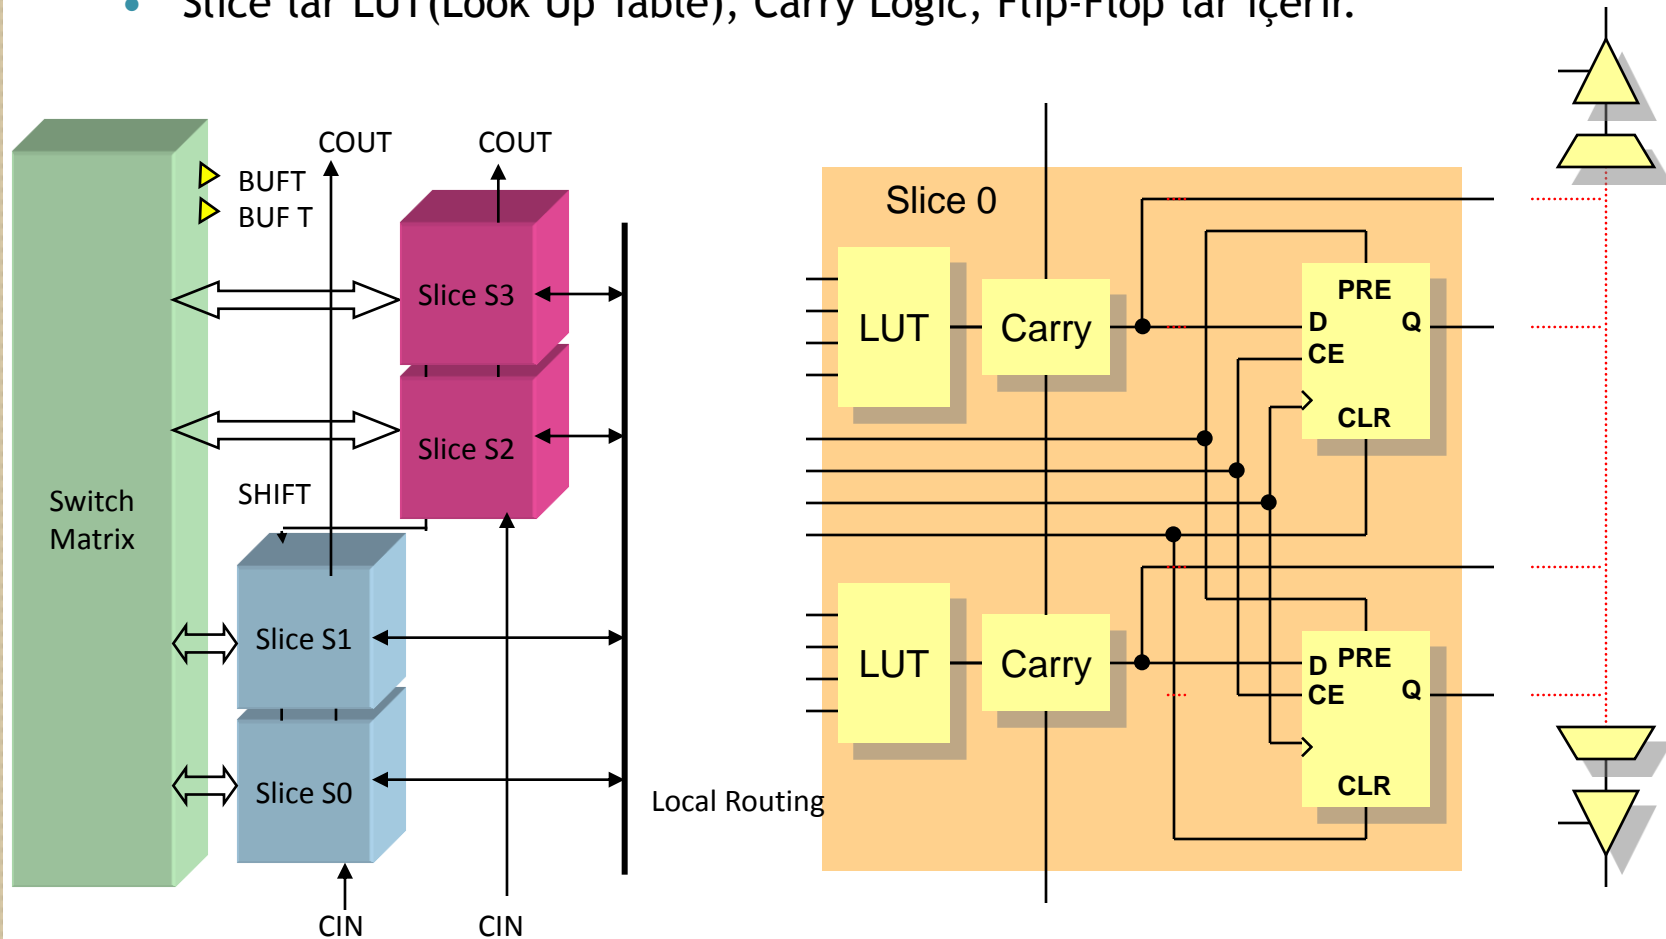 Slice lar LUT(Look Up Table), Carry Logic, Flip-Flop lar içerir.
COUT
COUT
BUFT
BUF T
Slice S3
Slice S2
SHIFT
Switch
Matrix
Slice S1
Slice S0
Local Routing
CIN
CIN
Slice 0
LUT
Carry
PRE
D
Q
CE
CLR
LUT
Carry
D
PRE
CE
Q
CLR